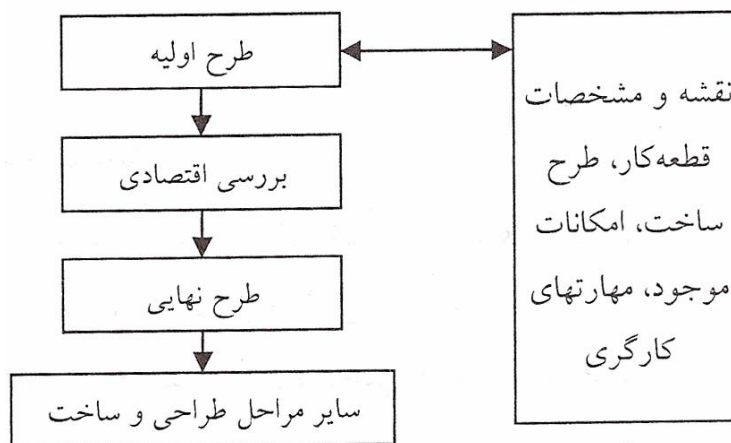 طرح اولیه
بررسی اقتصادی
طرح نهایی
سایر مراحل طراحی و ساخت
نقشه و مشخصات
قطعه‌کار، طرح
ساخت، امکانات
موجود، مهارتهای
کارگری